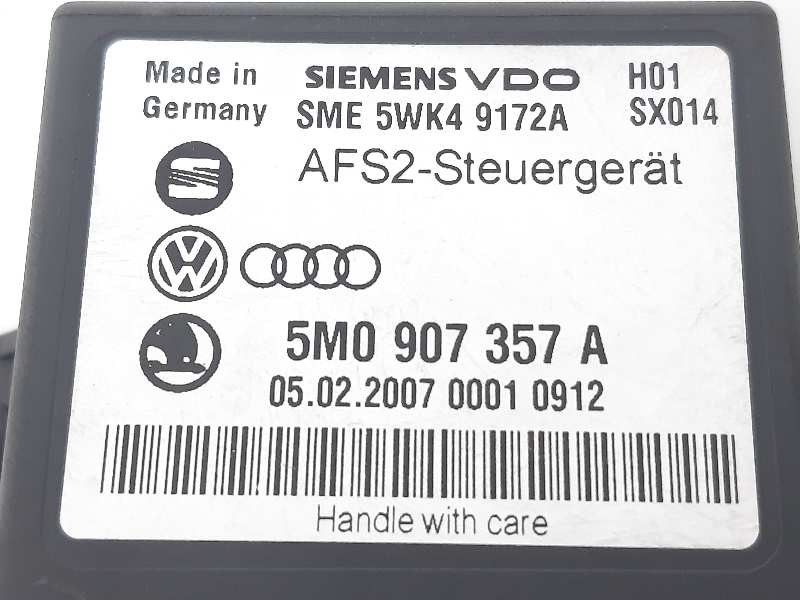 Made in SIEMENS VDO H01
Germany SME 5WK4 9172A SX014
AFS2-Steuergerät
5M0 907 357 A
05.02.2007 0001 0912
Handle with care